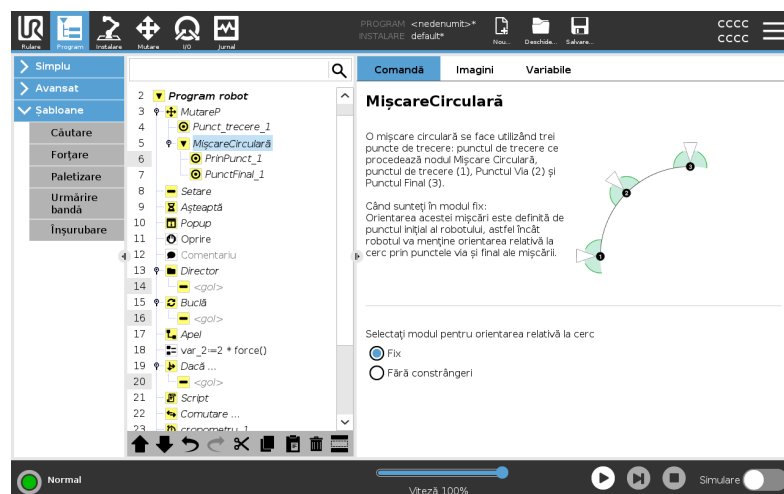 UR
PROGRAM <nedenumit>*
INSTALARE default*
cccc
cccc
Rulare Program Instalare Mutare I/O Jurnal Nou... Deschide... Salvare...
Simplu
Avansat
Șabloane
Căutare
Forțare
Paletizare
Urmărire
bandă
Înșurubare
2 Program robot
3 MutareP
4 Punct_trecere_1
5 MișcareCirculară
6 PrinPunct_1
7 PunctFinal_1
8 Setare
9 Așteaptă
10 Popup
11 Oprire
12 Comentariu
13 Director
14 <gol>
15 Buclă
16 <gol>
17 Apel
18 var_2≔2 * force()
19 Dacă ...
20 <gol>
21 Script
22 Comutare ...
23 cronometru_1
Comandă Imagini Variabile
MișcareCirculară
O mișcare circulară se face utilizând trei
puncte de trecere: punctul de trecere ce
procedează nodul Mișcare Circulară,
punctul de trecere (1), Punctul Via (2) și
Punctul Final (3).
Când sunteți în modul fix:
Orientarea acestei mișcări este definită de
punctul inițial al robotului, astfel încât
robotul va menține orientarea relativă la
cerc prin punctele via și final ale mișcării.
3
2
1
Selectați modul pentru orientarea relativă la cerc
Fix
Fără constrângeri
Normal
Viteză 100%
Simulare